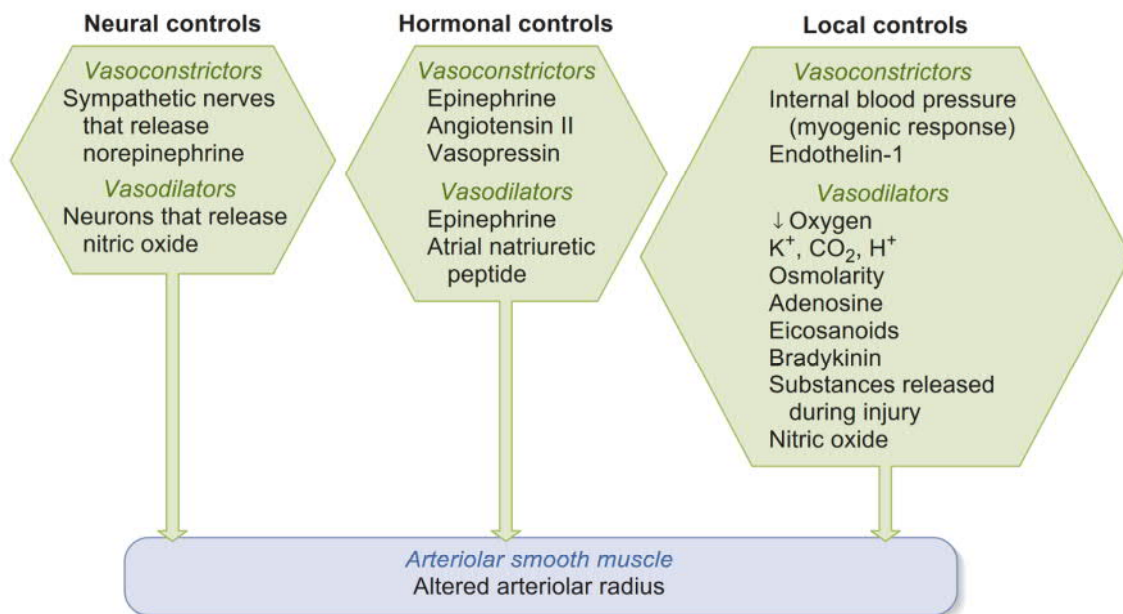 Neural controls
Vasoconstrictors
Sympathetic nerves
that release
norepinephrine
Vasodilators
Neurons that release
nitric oxide
Hormonal controls
Vasoconstrictors
Epinephrine
Angiotensin II
Vasopressin
Vasodilators
Epinephrine
Atrial natriuretic
peptide
Local controls
Vasoconstrictors
Internal blood pressure
(myogenic response)
Endothelin-1
Vasodilators
↓ Oxygen
K⁺, CO₂, H⁺
Osmolarity
Adenosine
Eicosanoids
Bradykinin
Substances released
during injury
Nitric oxide
Arteriolar smooth muscle
Altered arteriolar radius